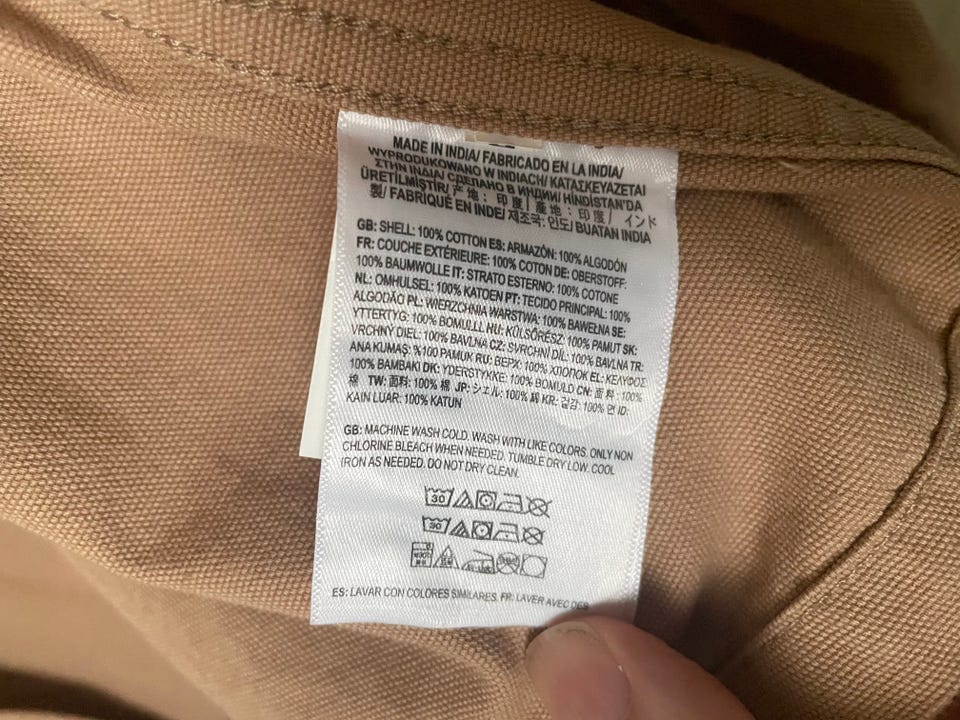 MADE IN INDIA/ FABRICADO EN LA INDIA/
WYPRODUKOWANO W INDIACH/ ΚΑΤΑΣΚΕΥΑΖΕΤΑΙ
ΣΤΗΝ ΙΝΔΙΑ/ СДЕЛАНО В ИНДИИ/ HİNDİSTAN'DA
ÜRETİLMİŞTİR/ 产 地 : 印 度/ 產 地 : 印 度/ インド
製/ FABRIQUÉ EN INDE/ 제조국: 인도/ BUATAN INDIA
GB: SHELL: 100% COTTON ES: ARMAZÓN: 100% ALGODÓN
FR: COUCHE EXTÉRIEURE: 100% COTON DE: OBERSTOFF:
100% BAUMWOLLE IT: STRATO ESTERNO: 100% COTONE
NL: OMHULSEL: 100% KATOEN PT: TECIDO PRINCIPAL: 100%
ALGODÃO PL: WIERZCHNIA WARSTWA: 100% BAWEŁNA SE:
YTTERTYG: 100% BOMULL HU: KÜLSŐRÉSZ: 100% PAMUT SK:
VRCHNÝ DIEL: 100% BAVLNA CZ: SVRCHNÍ DÍL: 100% BAVLNA TR:
ANA KUMAŞ: %100 PAMUK RU: ВЕРХ: 100% ХЛОПОК EL: ΚΕΛΥΦΟΣ:
100% ΒΑΜΒΑΚΙ DK: YDERSTYKKE: 100% BOMULD CN: 面料 : 100%
棉 TW: 面料: 100% 棉 JP: シェル: 100% 綿 KR: 겉감: 100% 면 ID:
KAIN LUAR: 100% KATUN
GB: MACHINE WASH COLD. WASH WITH LIKE COLORS. ONLY NON
CHLORINE BLEACH WHEN NEEDED. TUMBLE DRY LOW. COOL
IRON AS NEEDED. DO NOT DRY CLEAN.
30
30
ES: LAVAR CON COLORES SIMILARES. FR: LAVER AVEC DES